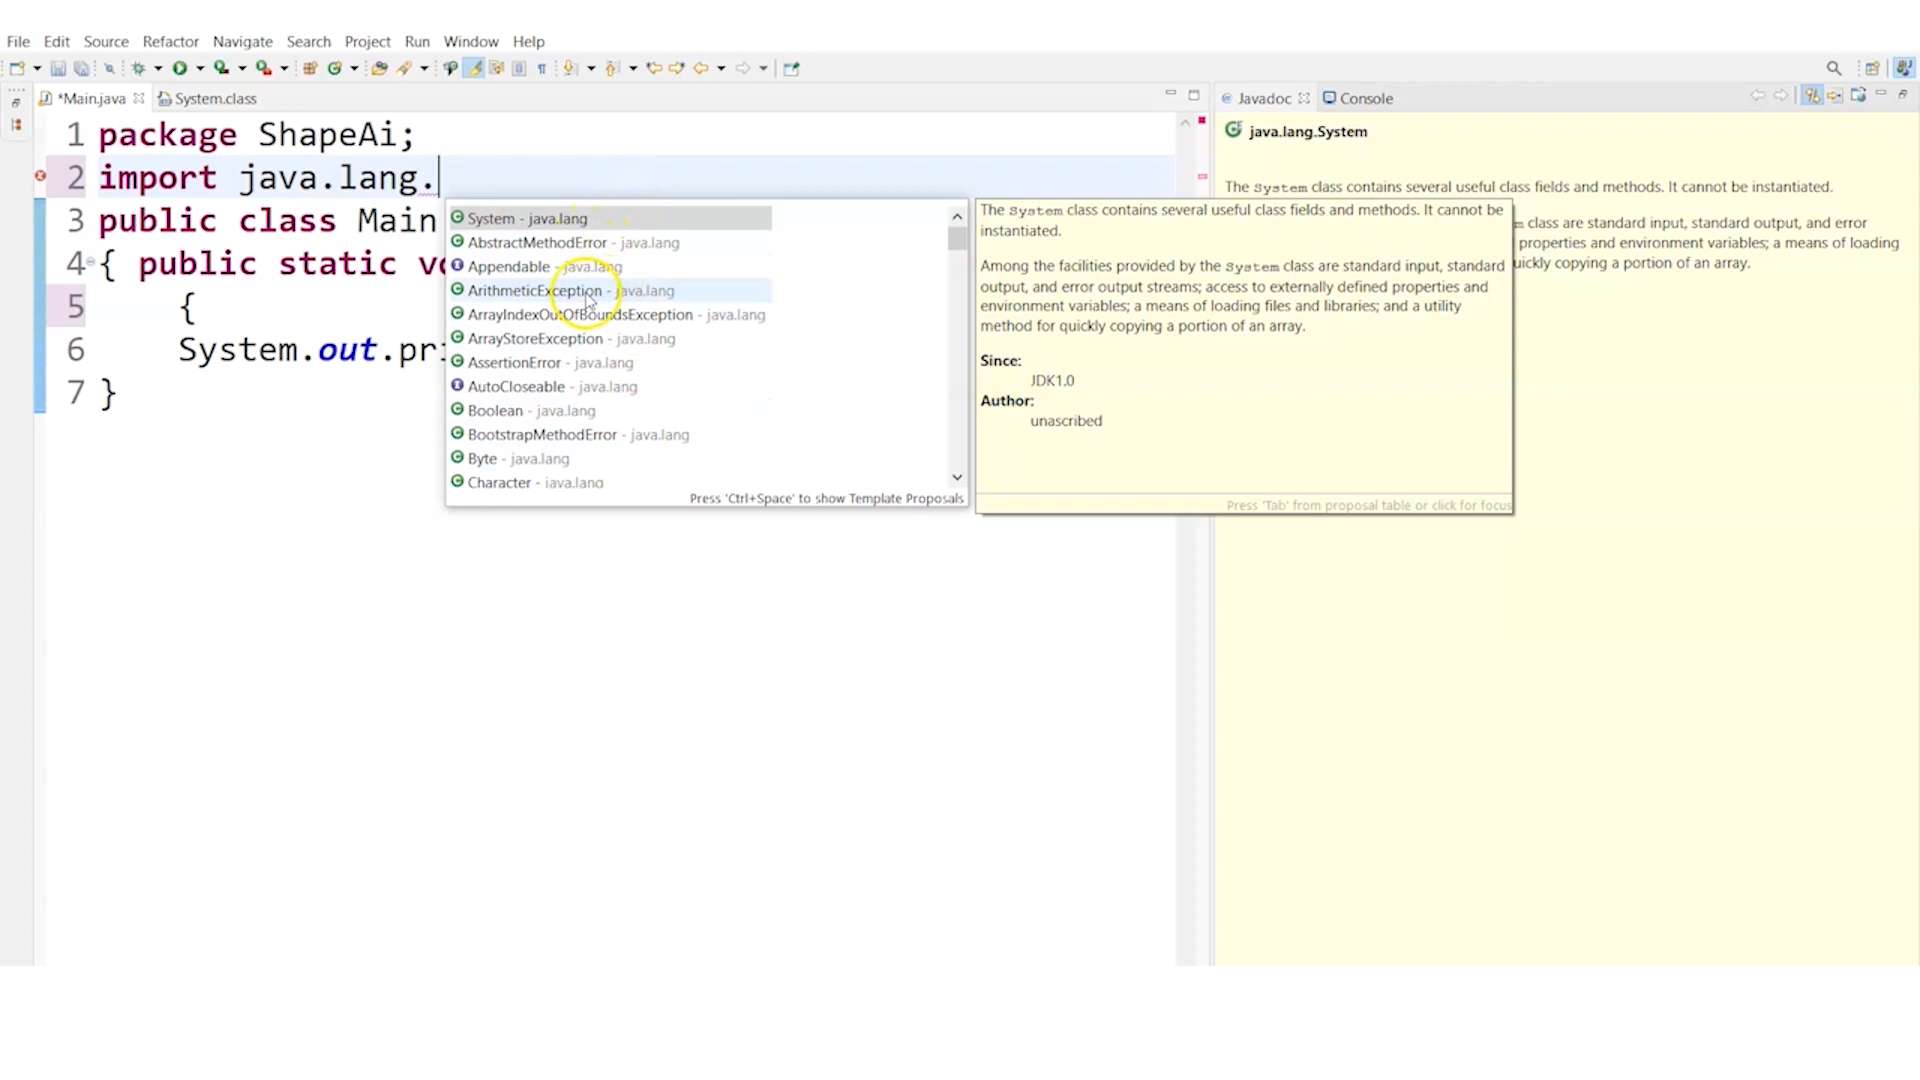 File Edit Source Refactor Navigate Search Project Run Window Help
*Main.java System.class
1 package ShapeAi;
2 import java.lang.
3 public class Main
4 { public static vo
5 {
6 System.out.pri
7 }
System - java.lang
AbstractMethodError - java.lang
Appendable - java.lang
ArithmeticException - java.lang
ArrayIndexOutOfBoundsException - java.lang
ArrayStoreException - java.lang
AssertionError - java.lang
AutoCloseable - java.lang
Boolean - java.lang
BootstrapMethodError - java.lang
Byte - java.lang
Character - java.lang
Press 'Ctrl+Space' to show Template Proposals
The System class contains several useful class fields and methods. It cannot be
instantiated.
Among the facilities provided by the System class are standard input, standard
output, and error output streams; access to externally defined properties and
environment variables; a means of loading files and libraries; and a utility
method for quickly copying a portion of an array.
Since:
JDK1.0
Author:
unascribed
Press 'Tab' from proposal table or click for focus
Javadoc Console
java.lang.System
The System class contains several useful class fields and methods. It cannot be instantiated.
m class are standard input, standard output, and error
properties and environment variables; a means of loading
uickly copying a portion of an array.